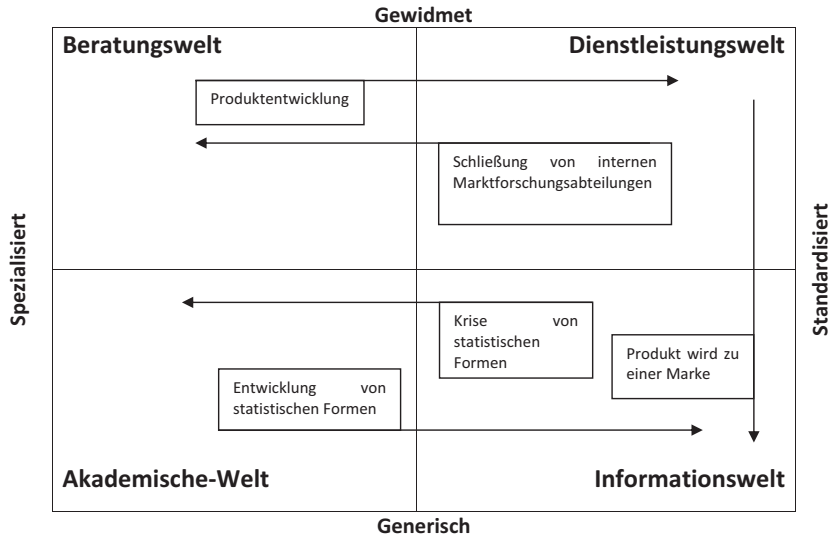 Gewidmet
Beratungswelt
Dienstleistungswelt
Produktentwicklung
Schließung von internen
Marktforschungsabteilungen
Spezialisiert
Standardisiert
Krise von
statistischen
Formen
Produkt wird zu
einer Marke
Entwicklung von
statistischen Formen
Akademische-Welt
Informationswelt
Generisch